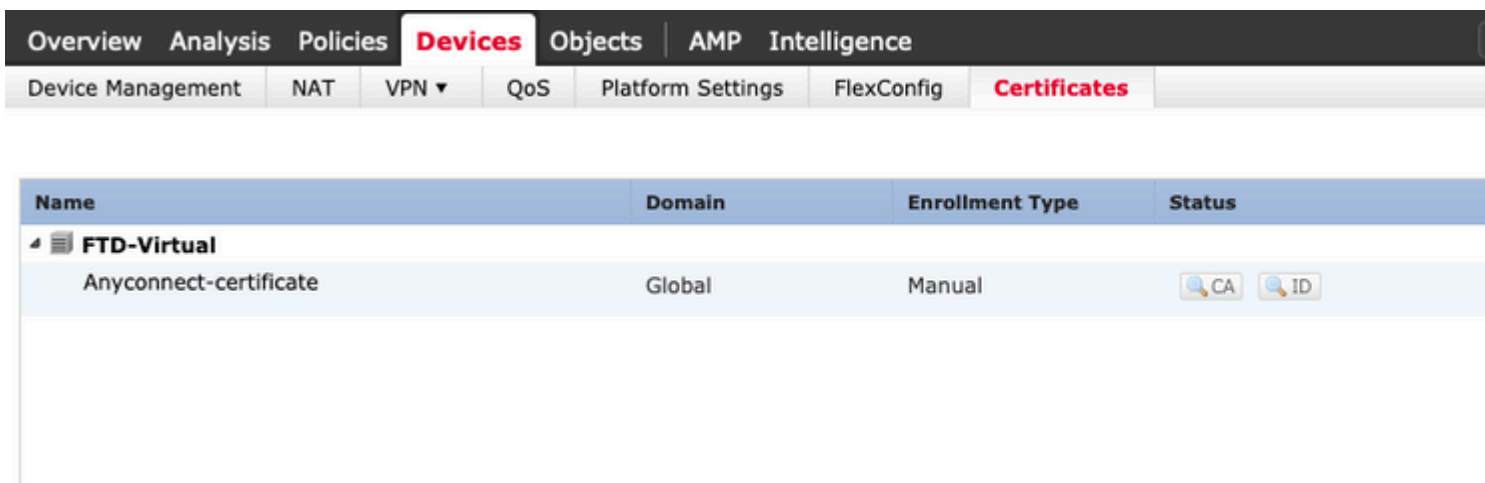 Overview Analysis Policies Devices Objects AMP Intelligence
Device Management NAT VPN ▼ QoS Platform Settings FlexConfig Certificates
Name Domain Enrollment Type Status
FTD-Virtual
Anyconnect-certificate Global Manual CA ID